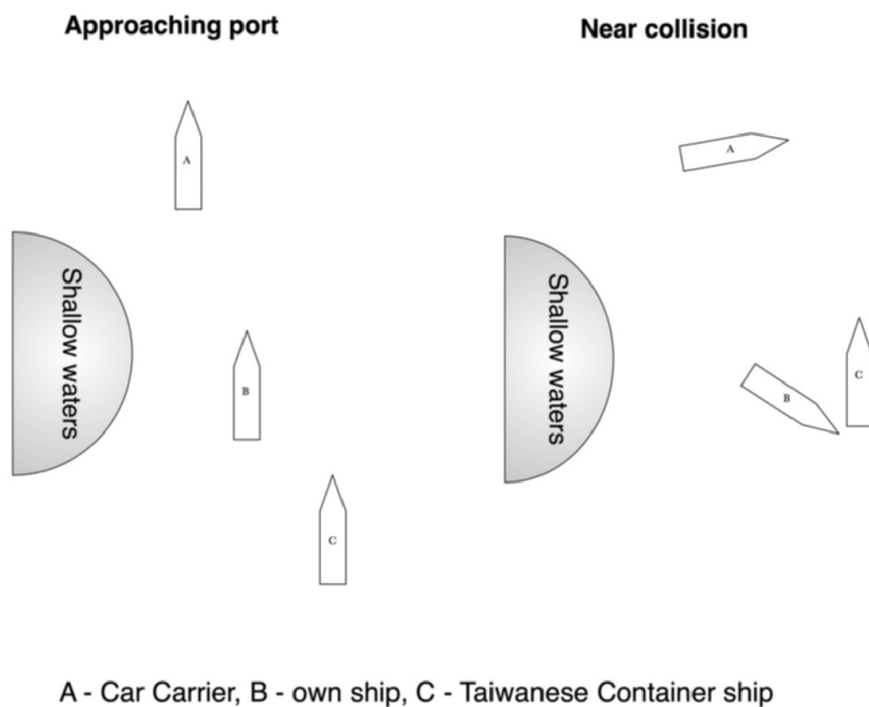 Approaching port
Near collision
A
A
Shallow waters
Shallow waters
B
B
C
C
A - Car Carrier, B - own ship, C - Taiwanese Container ship